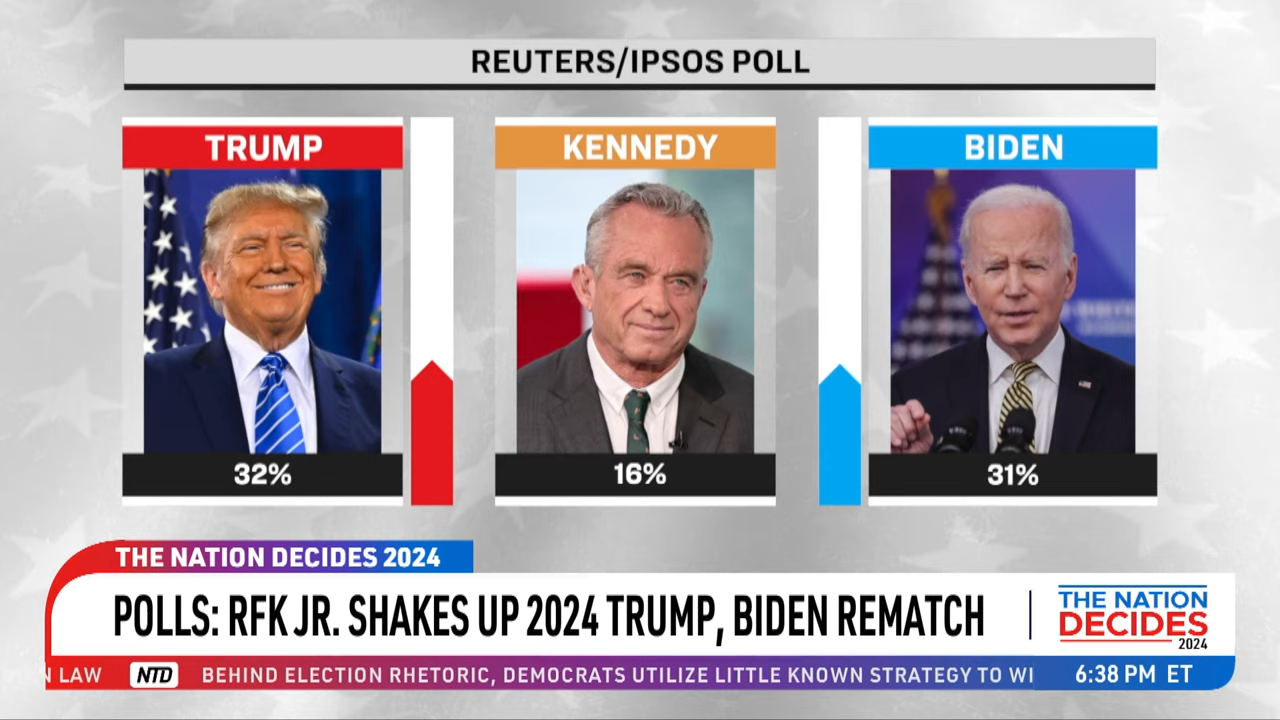 REUTERS/IPSOS POLL
TRUMP
KENNEDY
BIDEN
32%
16%
31%
THE NATION DECIDES 2024
POLLS: RFK JR. SHAKES UP 2024 TRUMP, BIDEN REMATCH
THE NATION
DECIDES
2024
N LAW NTD BEHIND ELECTION RHETORIC, DEMOCRATS UTILIZE LITTLE KNOWN STRATEGY TO WI 6:38 PM ET